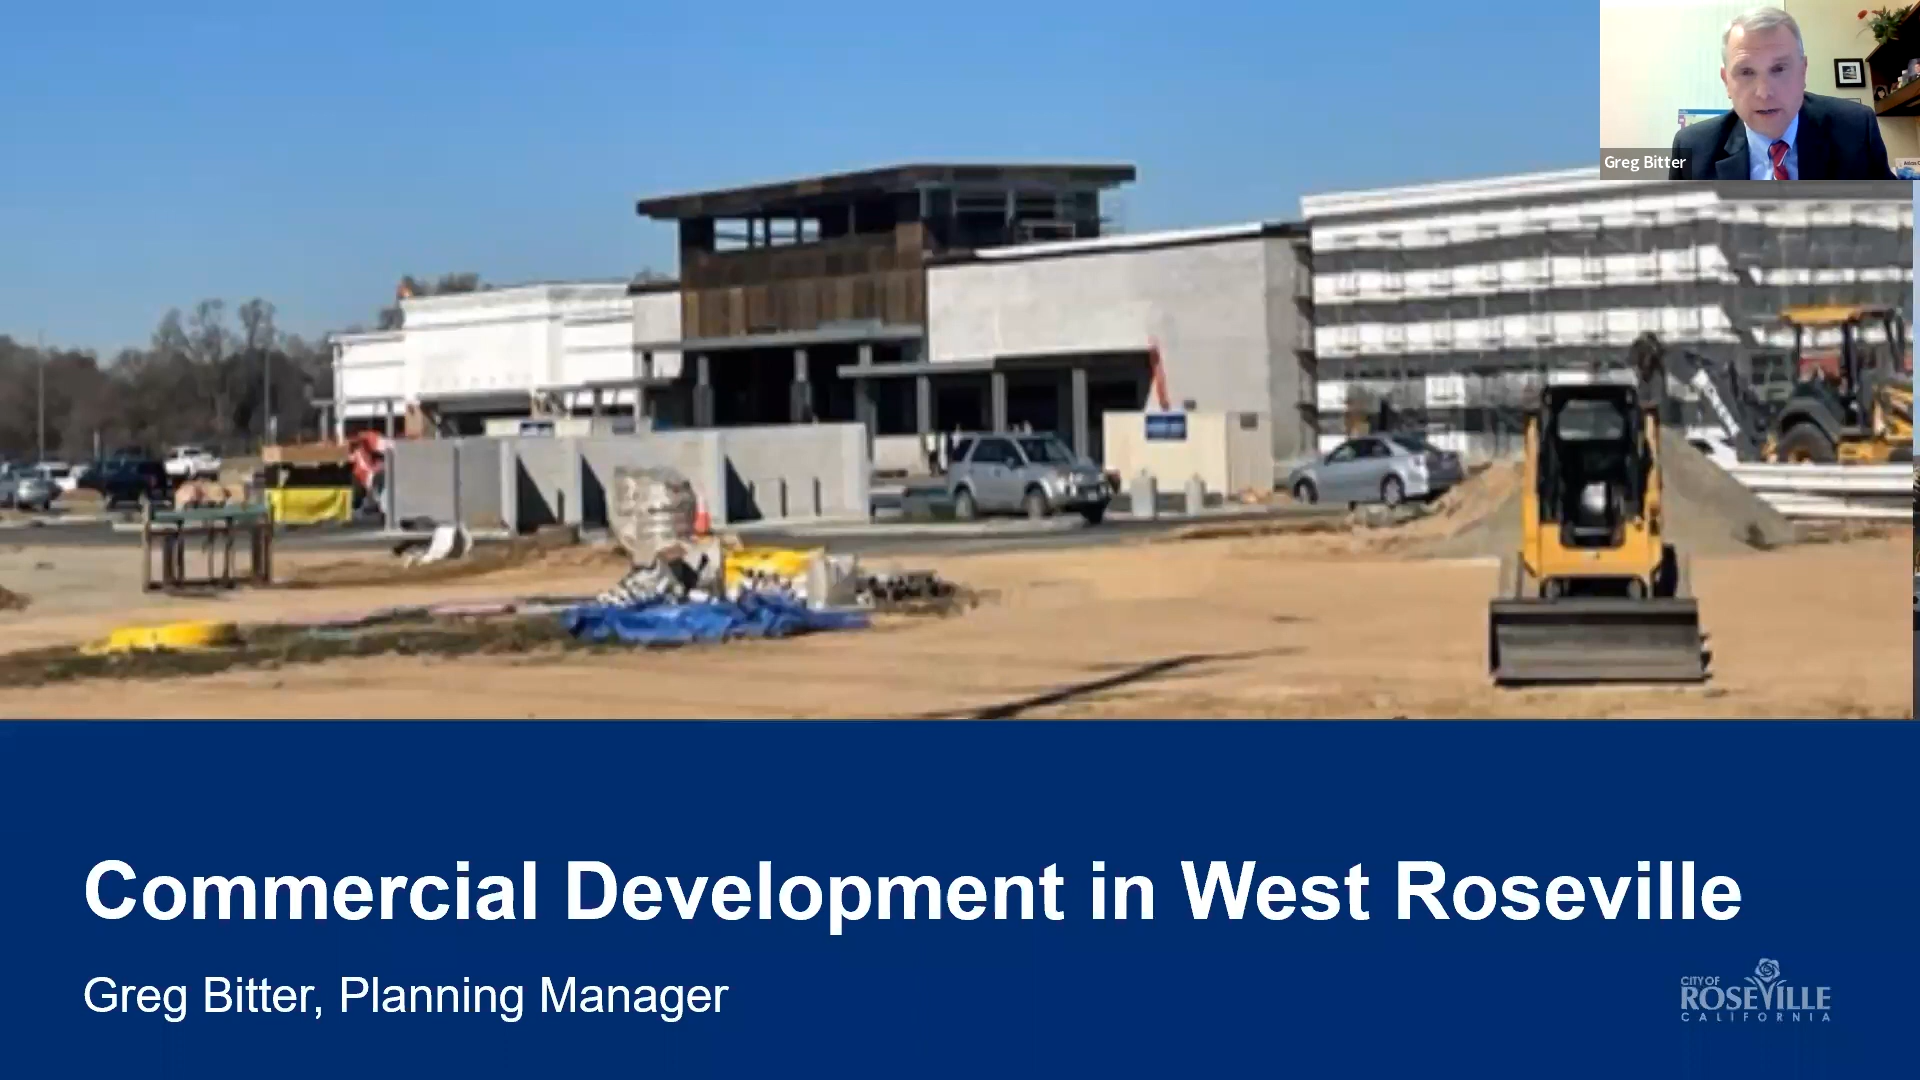 Greg Bitter
Commercial Development in West Roseville
Greg Bitter, Planning Manager
CITY OF
ROSEVILLE
CALIFORNIA